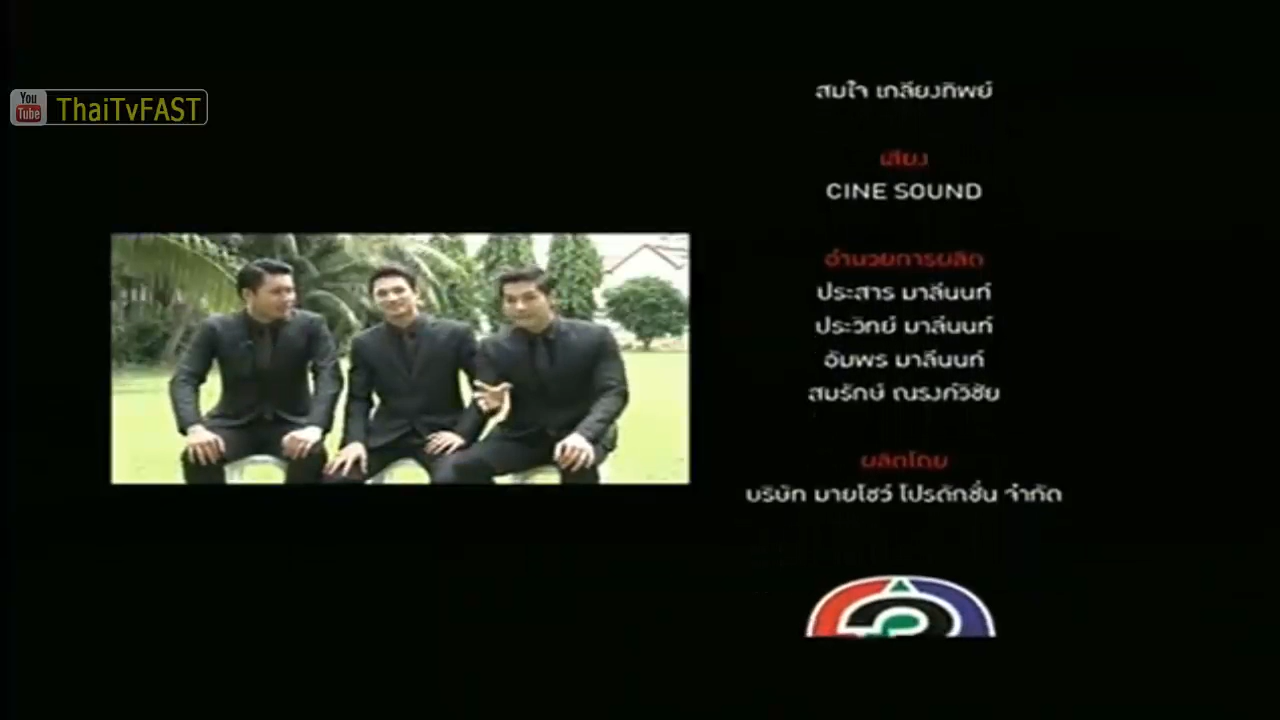 You
Tube
ThaiTvFAST
สมใจ เกลียงทิพย์
เสียง
CINE SOUND
อำนวยการผลิต
ประสาร มาลีนนท์
ประวิทย์ มาลีนนท์
อัมพร มาลีนนท์
สมรักษ์ ณรงค์วิชัย
ผลิตโดย
บริษัท มายโชว์ โปรดักชั่น จำกัด